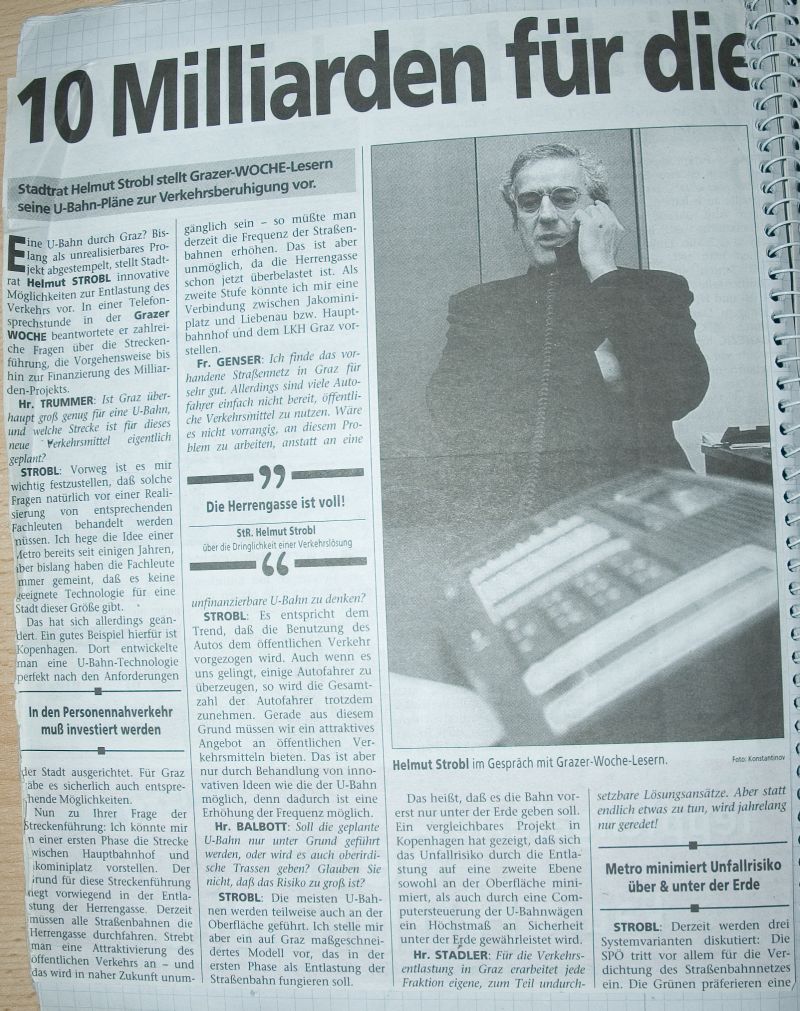 10 Milliarden für die
Stadtrat Helmut Strobl stellt Grazer-WOCHE-Lesern
seine U-Bahn-Pläne zur Verkehrsberuhigung vor.
Eine U-Bahn durch Graz? Bis-
lang als unrealisierbares Pro-
jekt abgestempelt, stellt Stadt-
rat Helmut STROBL innovative
Möglichkeiten zur Entlastung des
Verkehrs vor. In einer Telefon-
sprechstunde in der Grazer
WOCHE beantwortete er zahlrei-
che Fragen über die Strecken-
führung, die Vorgehensweise bis
hin zur Finanzierung des Milliar-
den-Projekts.
Hr. TRUMMER: Ist Graz über-
haupt groß genug für eine U-Bahn,
und welche Strecke ist für dieses
neue Verkehrsmittel eigentlich
geplant?
STROBL: Vorweg ist es mir
wichtig festzustellen, daß solche
Fragen natürlich vor einer Reali-
sierung von entsprechenden
Fachleuten behandelt werden
müssen. Ich hege die Idee einer
Metro bereits seit einigen Jahren,
aber bislang haben die Fachleute
immer gemeint, daß es keine
geeignete Technologie für eine
Stadt dieser Größe gibt.
Das hat sich allerdings geän-
dert. Ein gutes Beispiel hierfür ist
Kopenhagen. Dort entwickelte
man eine U-Bahn-Technologie
perfekt nach den Anforderungen
In den Personennahverkehr
muß investiert werden
der Stadt ausgerichtet. Für Graz
gäbe es sicherlich auch entspre-
chende Möglichkeiten.
Nun zu Ihrer Frage der
Streckenführung: Ich könnte mir
in einer ersten Phase die Strecke
zwischen Hauptbahnhof und
Jakominiplatz vorstellen. Der
Grund für diese Streckenführung
liegt vorwiegend in der Entla-
stung der Herrengasse. Derzeit
müssen alle Straßenbahnen die
Herrengasse durchfahren. Strebt
man eine Attraktivierung des
öffentlichen Verkehrs an – und
das wird in naher Zukunft unum-
gänglich sein – so müßte man
derzeit die Frequenz der Straßen-
bahnen erhöhen. Das ist aber
unmöglich, da die Herrengasse
schon jetzt überbelastet ist. Als
zweite Stufe könnte ich mir eine
Verbindung zwischen Jakomini-
platz und Liebenau bzw. Haupt-
bahnhof und dem LKH Graz vor-
stellen.
Fr. GENSER: Ich finde das vor-
handene Straßennetz in Graz für
sehr gut. Allerdings sind viele Auto-
fahrer einfach nicht bereit, öffentli-
che Verkehrsmittel zu nutzen. Wäre
es nicht vorrangig, an diesem Pro-
blem zu arbeiten, anstatt an eine
Die Herrengasse ist voll!
StR. Helmut Strobl
über die Dringlichkeit einer Verkehrslösung
unfinanzierbare U-Bahn zu denken?
STROBL: Es entspricht dem
Trend, daß die Benutzung des
Autos dem öffentlichen Verkehr
vorgezogen wird. Auch wenn es
uns gelingt, einige Autofahrer zu
überzeugen, so wird die Gesamt-
zahl der Autofahrer trotzdem
zunehmen. Gerade aus diesem
Grund müssen wir ein attraktives
Angebot an öffentlichen Ver-
kehrsmitteln bieten. Das ist aber
nur durch Behandlung von inno-
vativen Ideen wie die der U-Bahn
möglich, denn dadurch ist eine
Erhöhung der Frequenz möglich.
Hr. BALBOTT: Soll die geplante
U-Bahn nur unter Grund geführt
werden, oder wird es auch oberirdi-
sche Trassen geben? Glauben Sie
nicht, daß das Risiko zu groß ist?
STROBL: Die meisten U-Bah-
nen werden teilweise auch an der
Oberfläche geführt. Ich stelle mir
aber ein auf Graz maßgeschnei-
dertes Modell vor, das in der
ersten Phase als Entlastung der
Straßenbahn fungieren soll.
Helmut Strobl im Gespräch mit Grazer-Woche-Lesern.
Foto: Konstantinov
Das heißt, daß es die Bahn vor-
erst nur unter der Erde geben soll.
Ein vergleichbares Projekt in
Kopenhagen hat gezeigt, daß sich
das Unfallrisiko durch die Entla-
stung auf eine zweite Ebene
sowohl an der Oberfläche mini-
miert, als auch durch eine Com-
putersteuerung der U-Bahnwägen
ein Höchstmaß an Sicherheit
unter der Erde gewährleistet wird.
Hr. STADLER: Für die Verkehrs-
entlastung in Graz erarbeitet jede
Fraktion eigene, zum Teil undurch-
setzbare Lösungsansätze. Aber statt
endlich etwas zu tun, wird jahrelang
nur geredet!
Metro minimiert Unfallrisiko
über & unter der Erde
STROBL: Derzeit werden drei
Systemvarianten diskutiert: Die
SPÖ tritt vor allem für die Ver-
dichtung des Straßenbahnnetzes
ein. Die Grünen präferieren eine